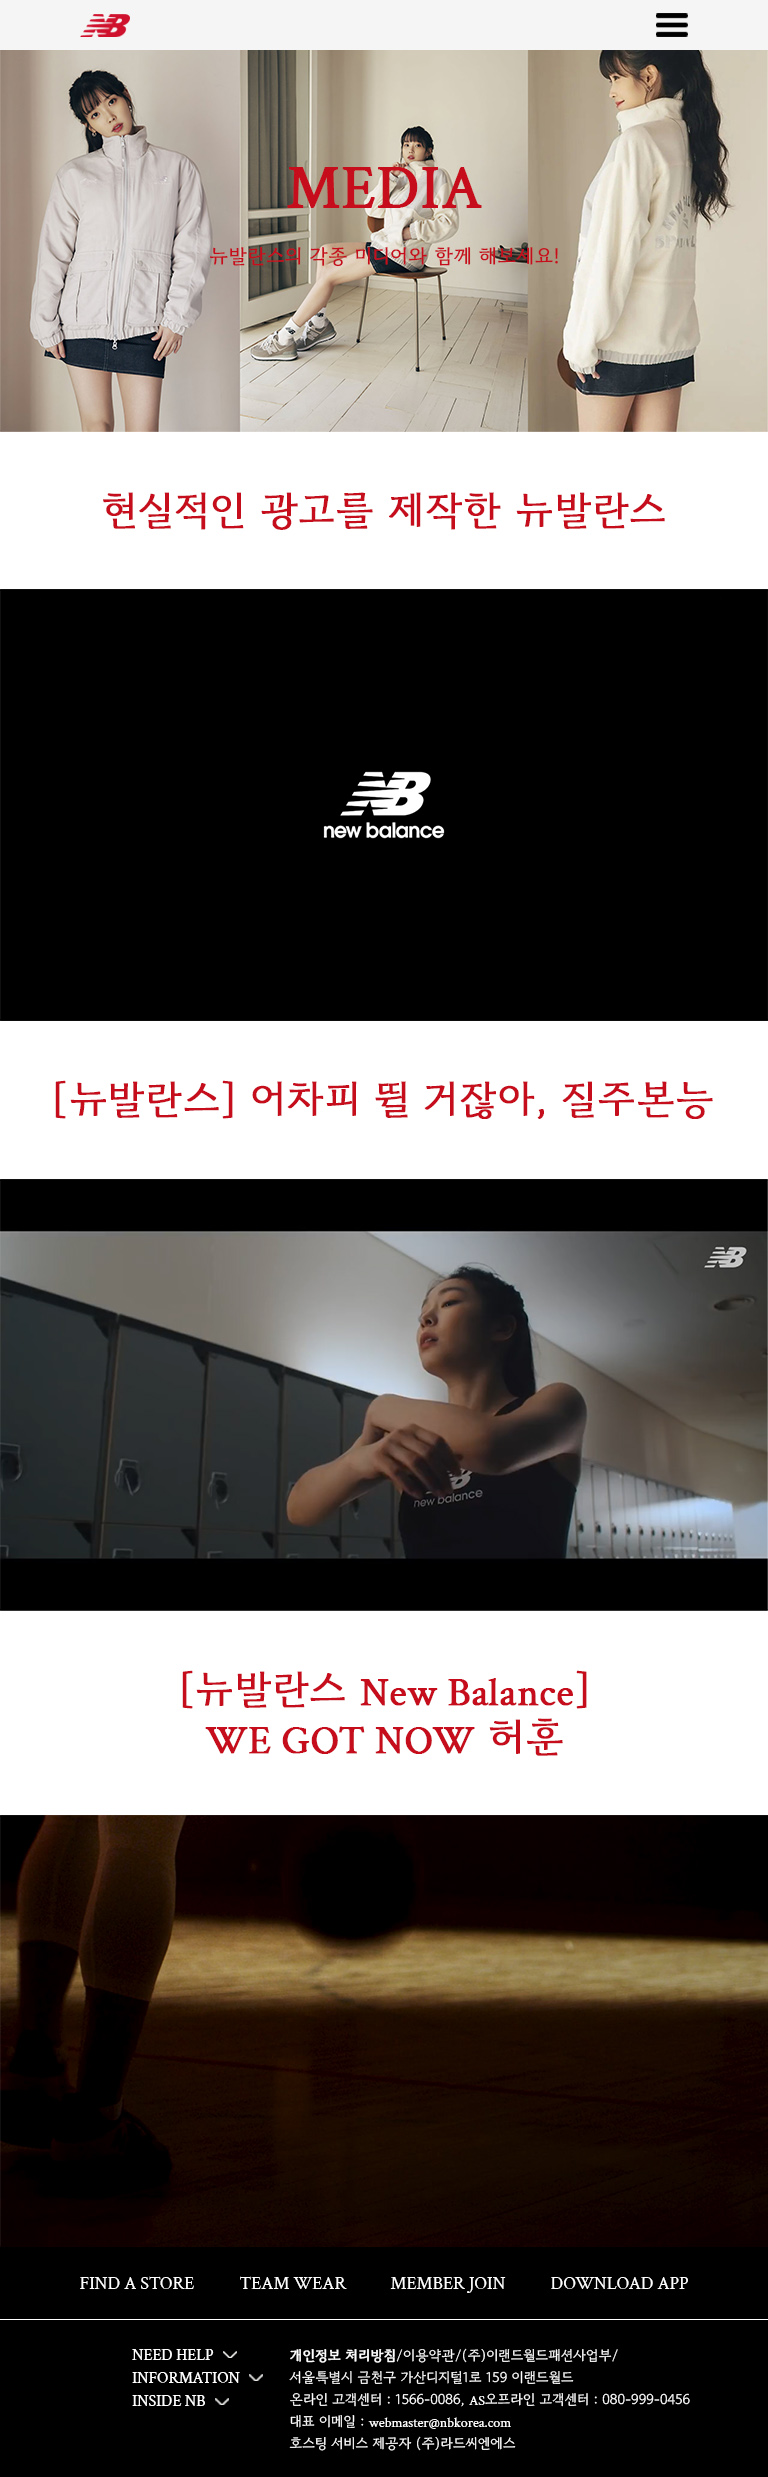 NB
MEDIA
뉴발란스의 각종 미디어와 함께 해보세요!
현실적인 광고를 제작한 뉴발란스
NB
new balance
[뉴발란스] 어차피 뛸 거잖아, 질주본능
NB
new balance
[뉴발란스 New Balance]
WE GOT NOW 허훈
FIND A STORE TEAM WEAR MEMBER JOIN DOWNLOAD APP
NEED HELP
INFORMATION
INSIDE NB
개인정보 처리방침/이용약관/(주)이랜드월드패션사업부/
서울특별시 금천구 가산디지털1로 159 이랜드월드
온라인 고객센터 : 1566-0086, AS오프라인 고객센터 : 080-999-0456
대표 이메일 : webmaster@nbkorea.com
호스팅 서비스 제공자 (주)라드씨엔에스